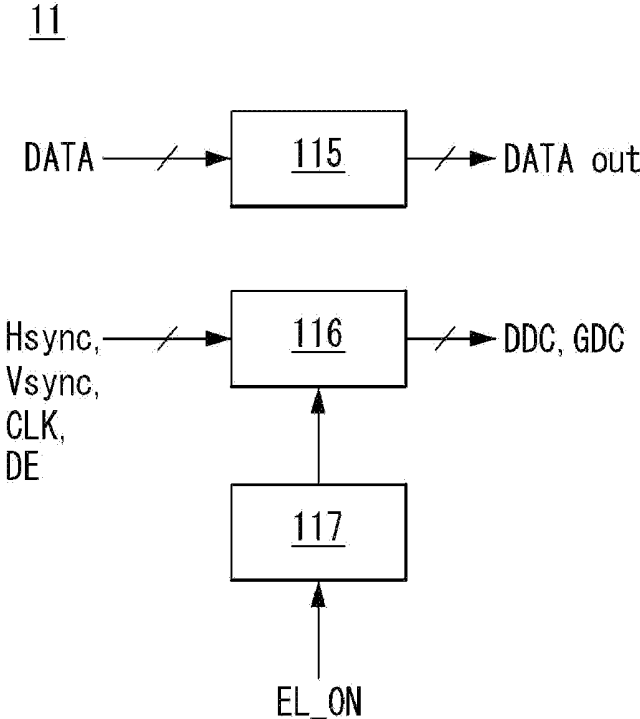 11
DATA
115
DATA out
Hsync,
Vsync,
CLK,
DE
116
DDC, GDC
117
EL_ON